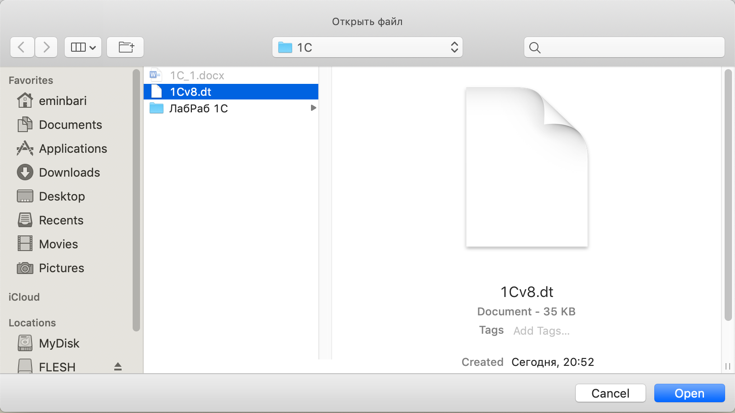 Открыть файл
1C
Favorites
eminbari
Documents
Applications
Downloads
Desktop
Recents
Movies
Pictures
iCloud
Locations
MyDisk
FLESH
1C_1.docx
1Cv8.dt
ЛабРаб 1С
1Cv8.dt
Document - 35 KB
Tags Add Tags...
Created Сегодня, 20:52
Cancel
Open